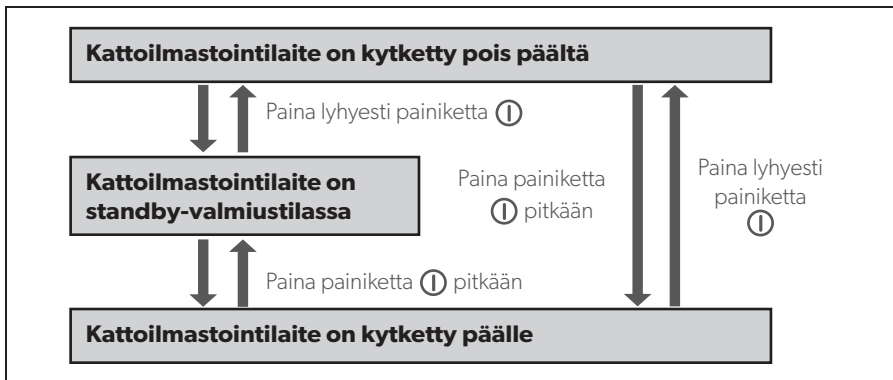 Kattoilmastointilaite on kytketty pois päältä
Paina lyhyesti painiketta
Kattoilmastointilaite on
standby-valmiustilassa
Paina painiketta
pitkään
Paina lyhyesti
painiketta
Paina painiketta pitkään
Kattoilmastointilaite on kytketty päälle